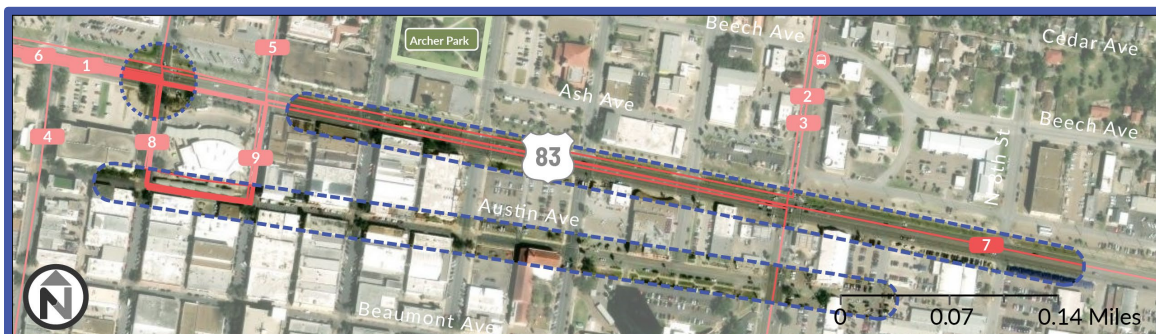 Beech Ave
Cedar Ave
5
Archer Park
6
1
Ash Ave
2
3
Beech Ave
4
8
9
83
N 9th St
Austin Ave
7
Beaumont Ave
N
0
0.07
0.14 Miles